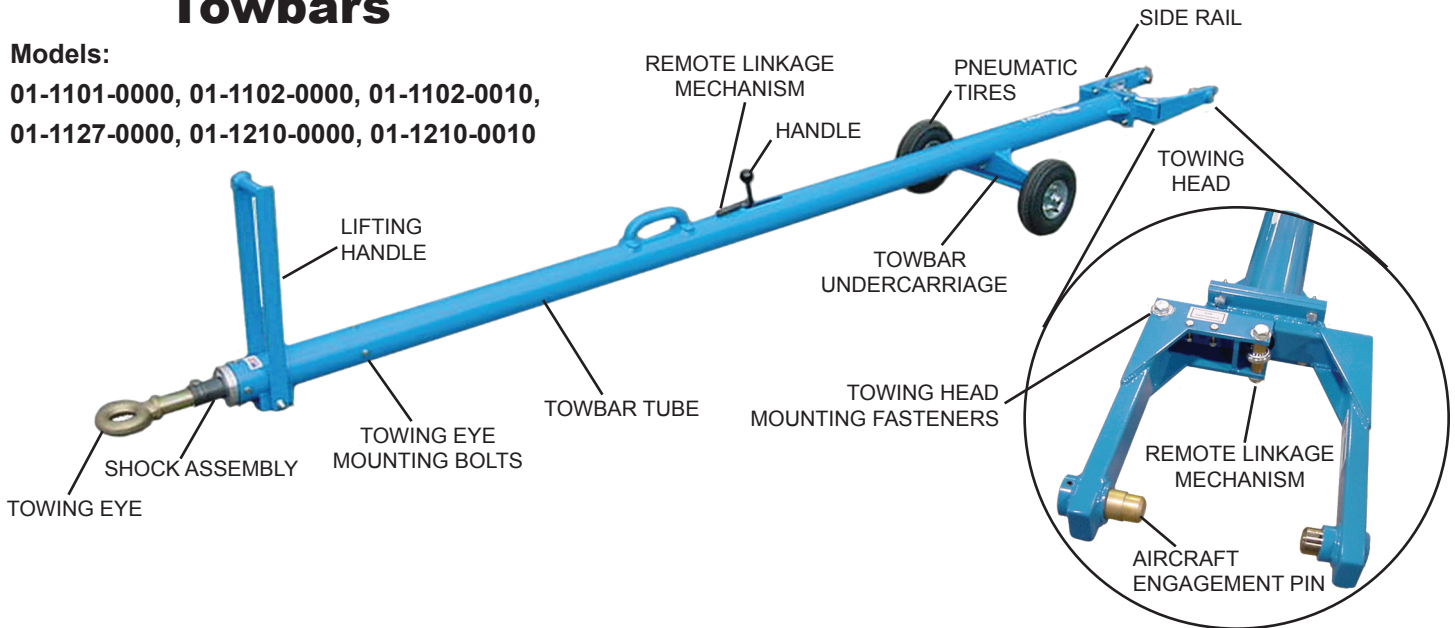 Towbars
Models:
01-1101-0000, 01-1102-0000, 01-1102-0010,
01-1127-0000, 01-1210-0000, 01-1210-0010
SIDE RAIL
REMOTE LINKAGE
MECHANISM
PNEUMATIC
TIRES
HANDLE
TOWING
HEAD
LIFTING
HANDLE
TOWBAR
UNDERCARRIAGE
TOWBAR TUBE
TOWING HEAD
MOUNTING FASTENERS
TOWING EYE
MOUNTING BOLTS
SHOCK ASSEMBLY
TOWING EYE
REMOTE LINKAGE
MECHANISM
AIRCRAFT
ENGAGEMENT PIN